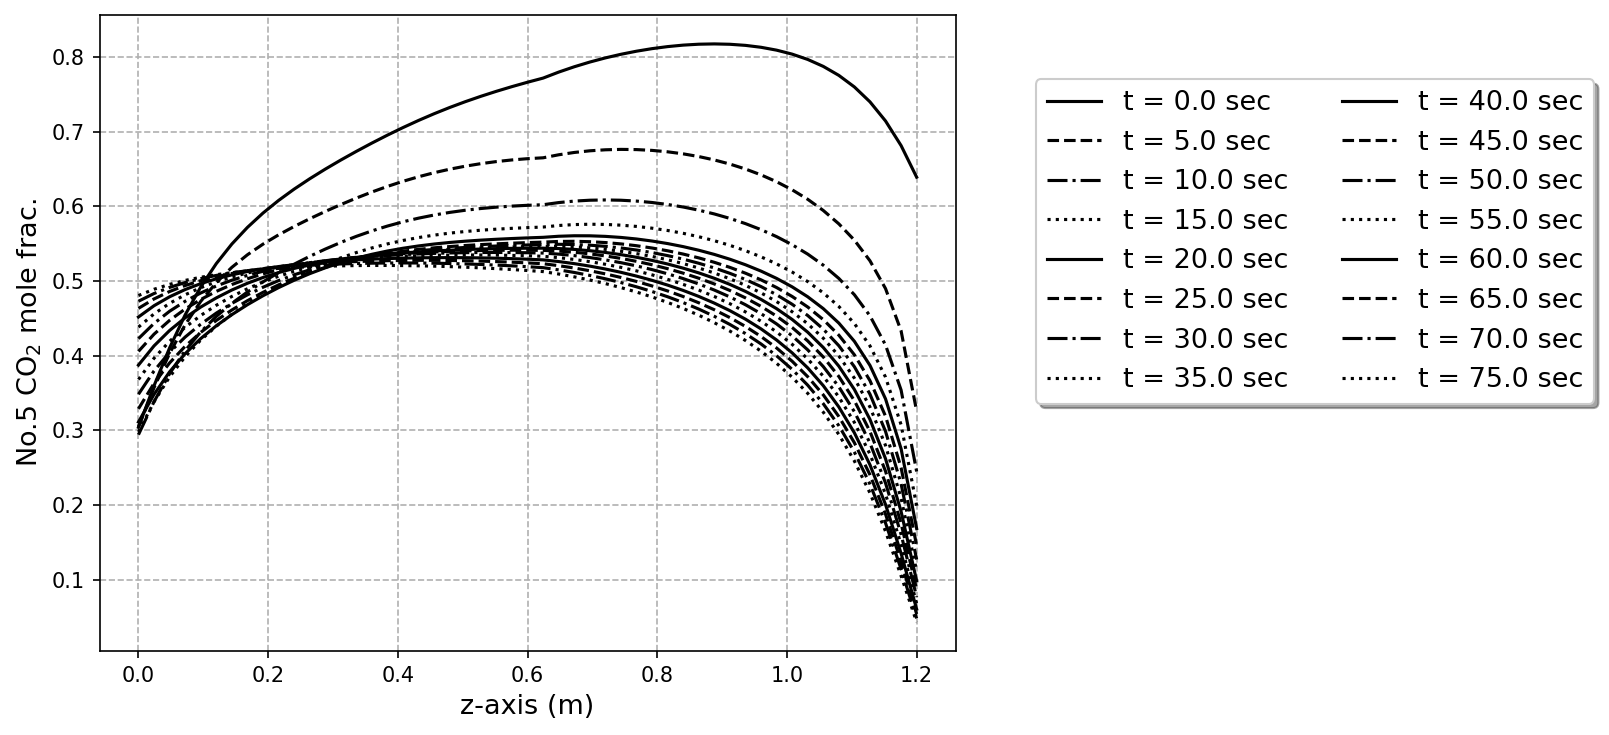 No.5 CO₂ mole frac.
0.8
0.7
0.6
0.5
0.4
0.3
0.2
0.1
0.0 0.2 0.4 0.6 0.8 1.0 1.2
z-axis (m)
t = 0.0 sec
t = 5.0 sec
t = 10.0 sec
t = 15.0 sec
t = 20.0 sec
t = 25.0 sec
t = 30.0 sec
t = 35.0 sec
t = 40.0 sec
t = 45.0 sec
t = 50.0 sec
t = 55.0 sec
t = 60.0 sec
t = 65.0 sec
t = 70.0 sec
t = 75.0 sec